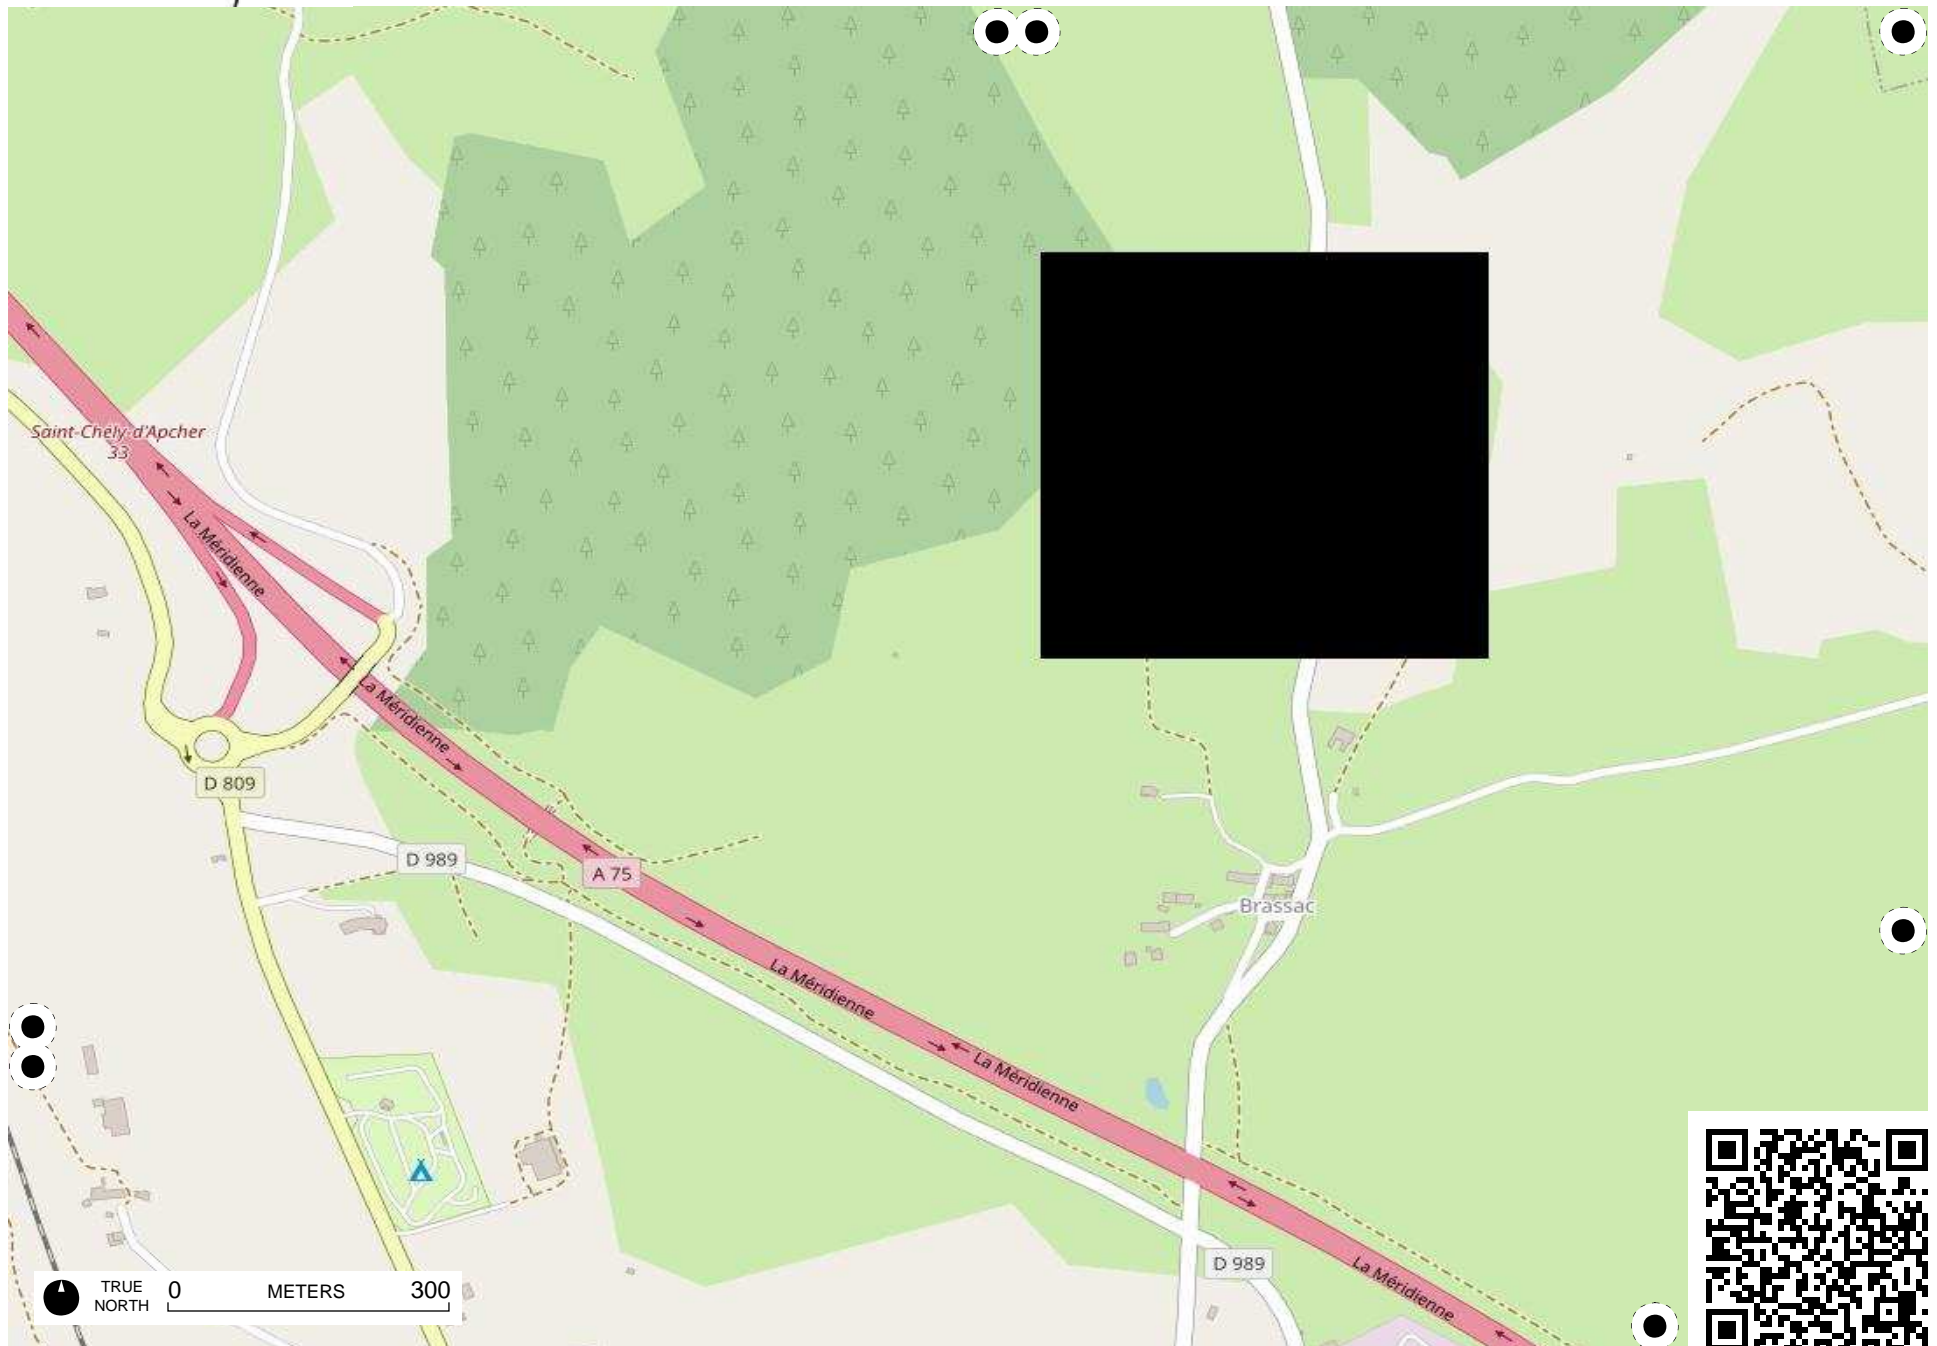 Saint-Chély-d'Apcher
33
La Méridienne
La Méridienne
D 809
D 989
A 75
Brassac
La Méridienne
La Méridienne
D 989
La Méridienne
TRUE
NORTH
0 METERS 300